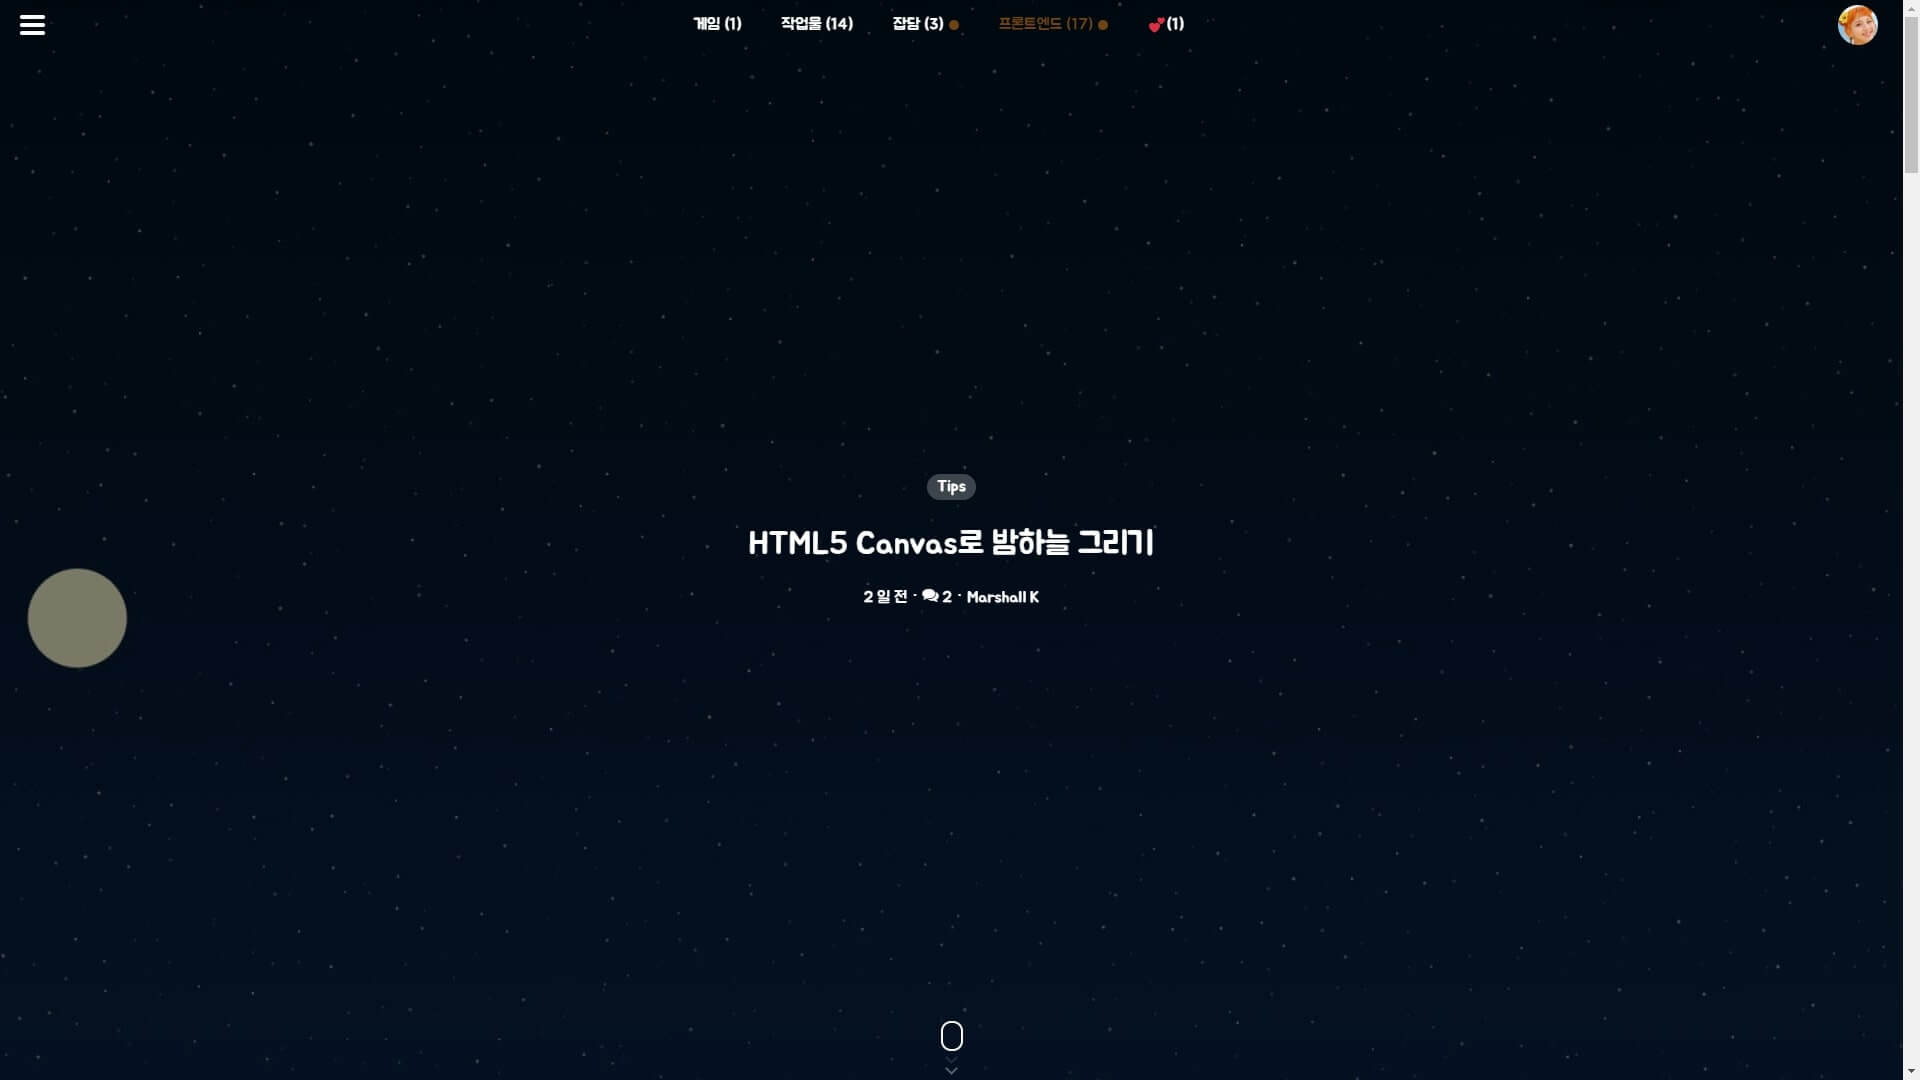 게임 (1) 작업물 (14) 잡담 (3) 프론트엔드 (17) 💕(1)
Tips
HTML5 Canvas로 밤하늘 그리기
2 일 전 · 2 · Marshall K